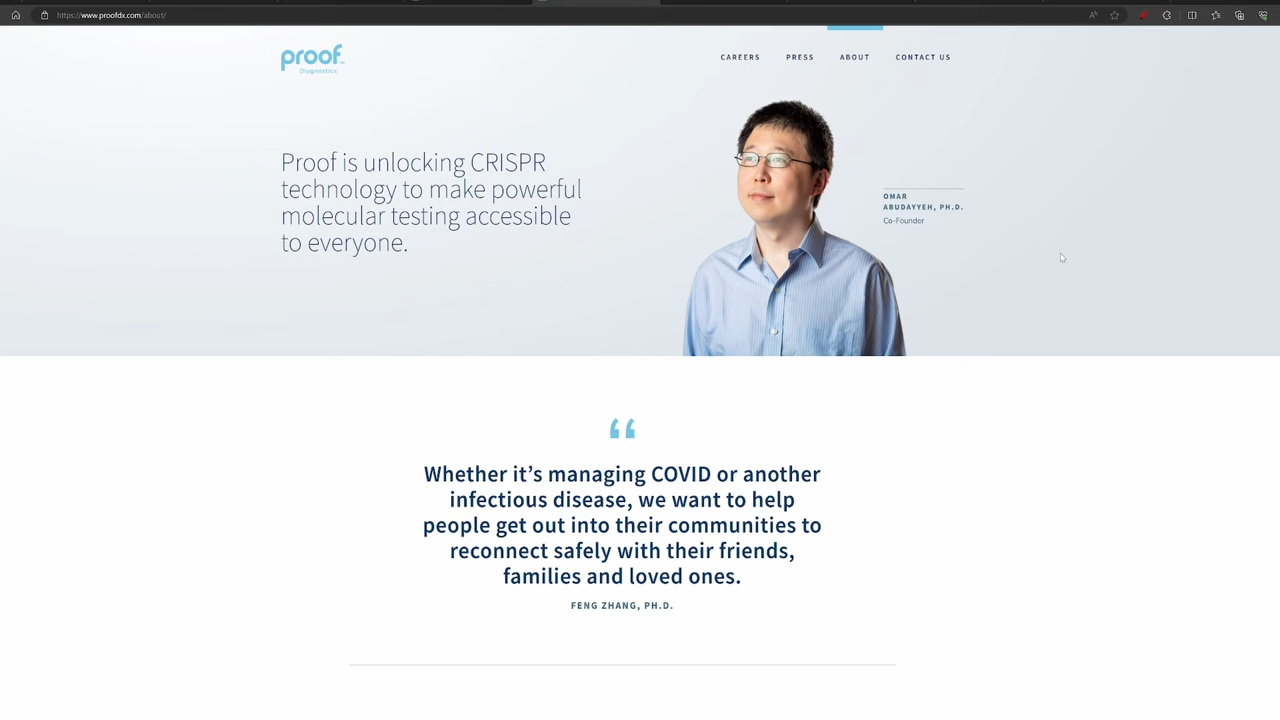 https://www.proofdx.com/about/
proof
Diagnostics
CAREERS
PRESS
ABOUT
CONTACT US
Proof is unlocking CRISPR
technology to make powerful
molecular testing accessible
to everyone.
OMAR
ABUDAYYEH, PH.D.
Co-Founder
“
Whether it’s managing COVID or another
infectious disease, we want to help
people get out into their communities to
reconnect safely with their friends,
families and loved ones.
FENG ZHANG, PH.D.